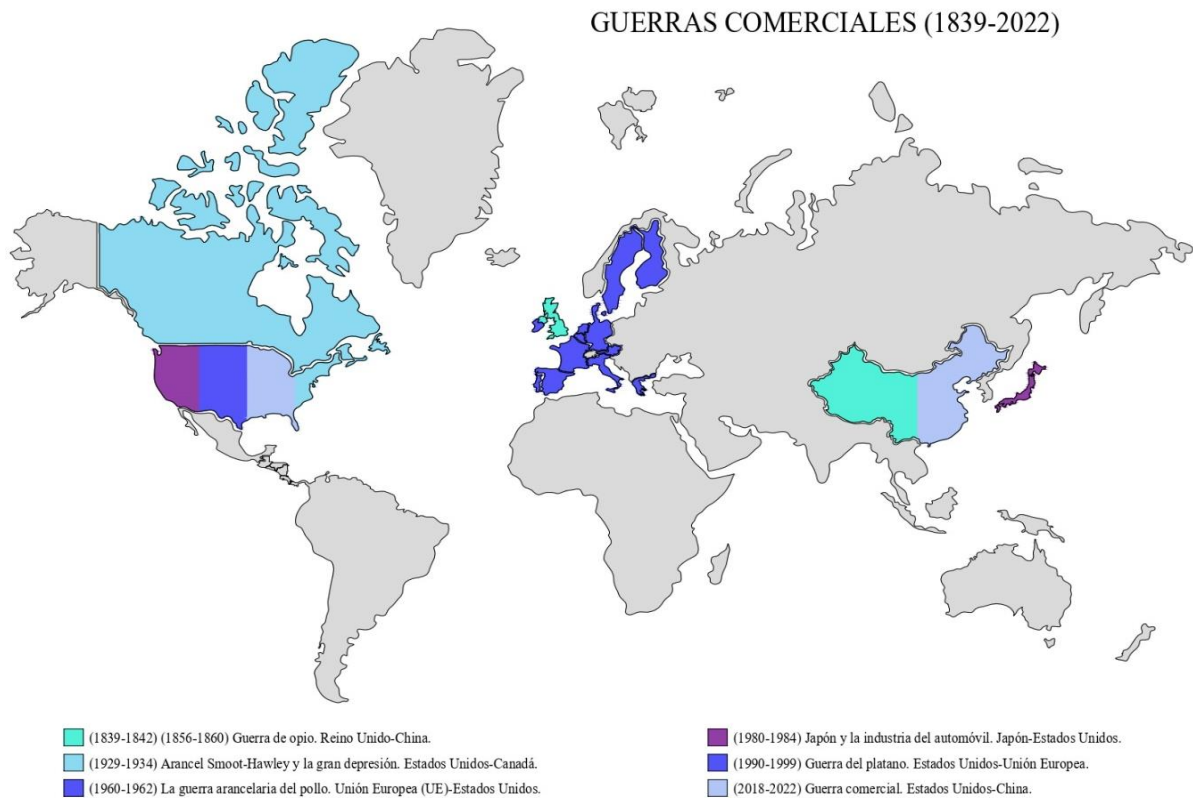 GUERRAS COMERCIALES (1839-2022)
(1839-1842) (1856-1860) Guerra de opio. Reino Unido-China.
(1929-1934) Arancel Smoot-Hawley y la gran depresión. Estados Unidos-Canadá.
(1960-1962) La guerra arancelaria del pollo. Unión Europea (UE)-Estados Unidos.
(1980-1984) Japón y la industria del automóvil. Japón-Estados Unidos.
(1990-1999) Guerra del platano. Estados Unidos-Unión Europea.
(2018-2022) Guerra comercial. Estados Unidos-China.